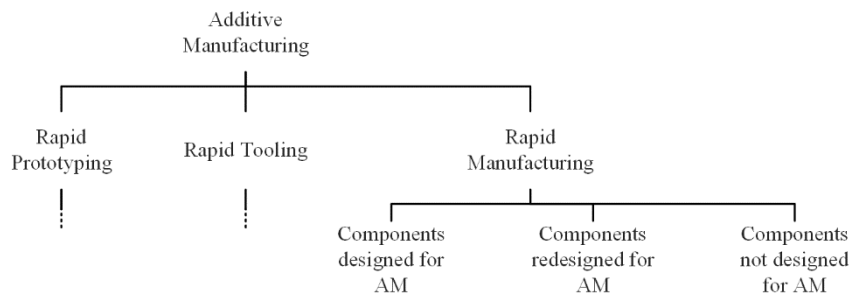 Additive
Manufacturing
Rapid
Prototyping
Rapid Tooling
Rapid
Manufacturing
Components
designed for
AM
Components
redesigned for
AM
Components
not designed
for AM